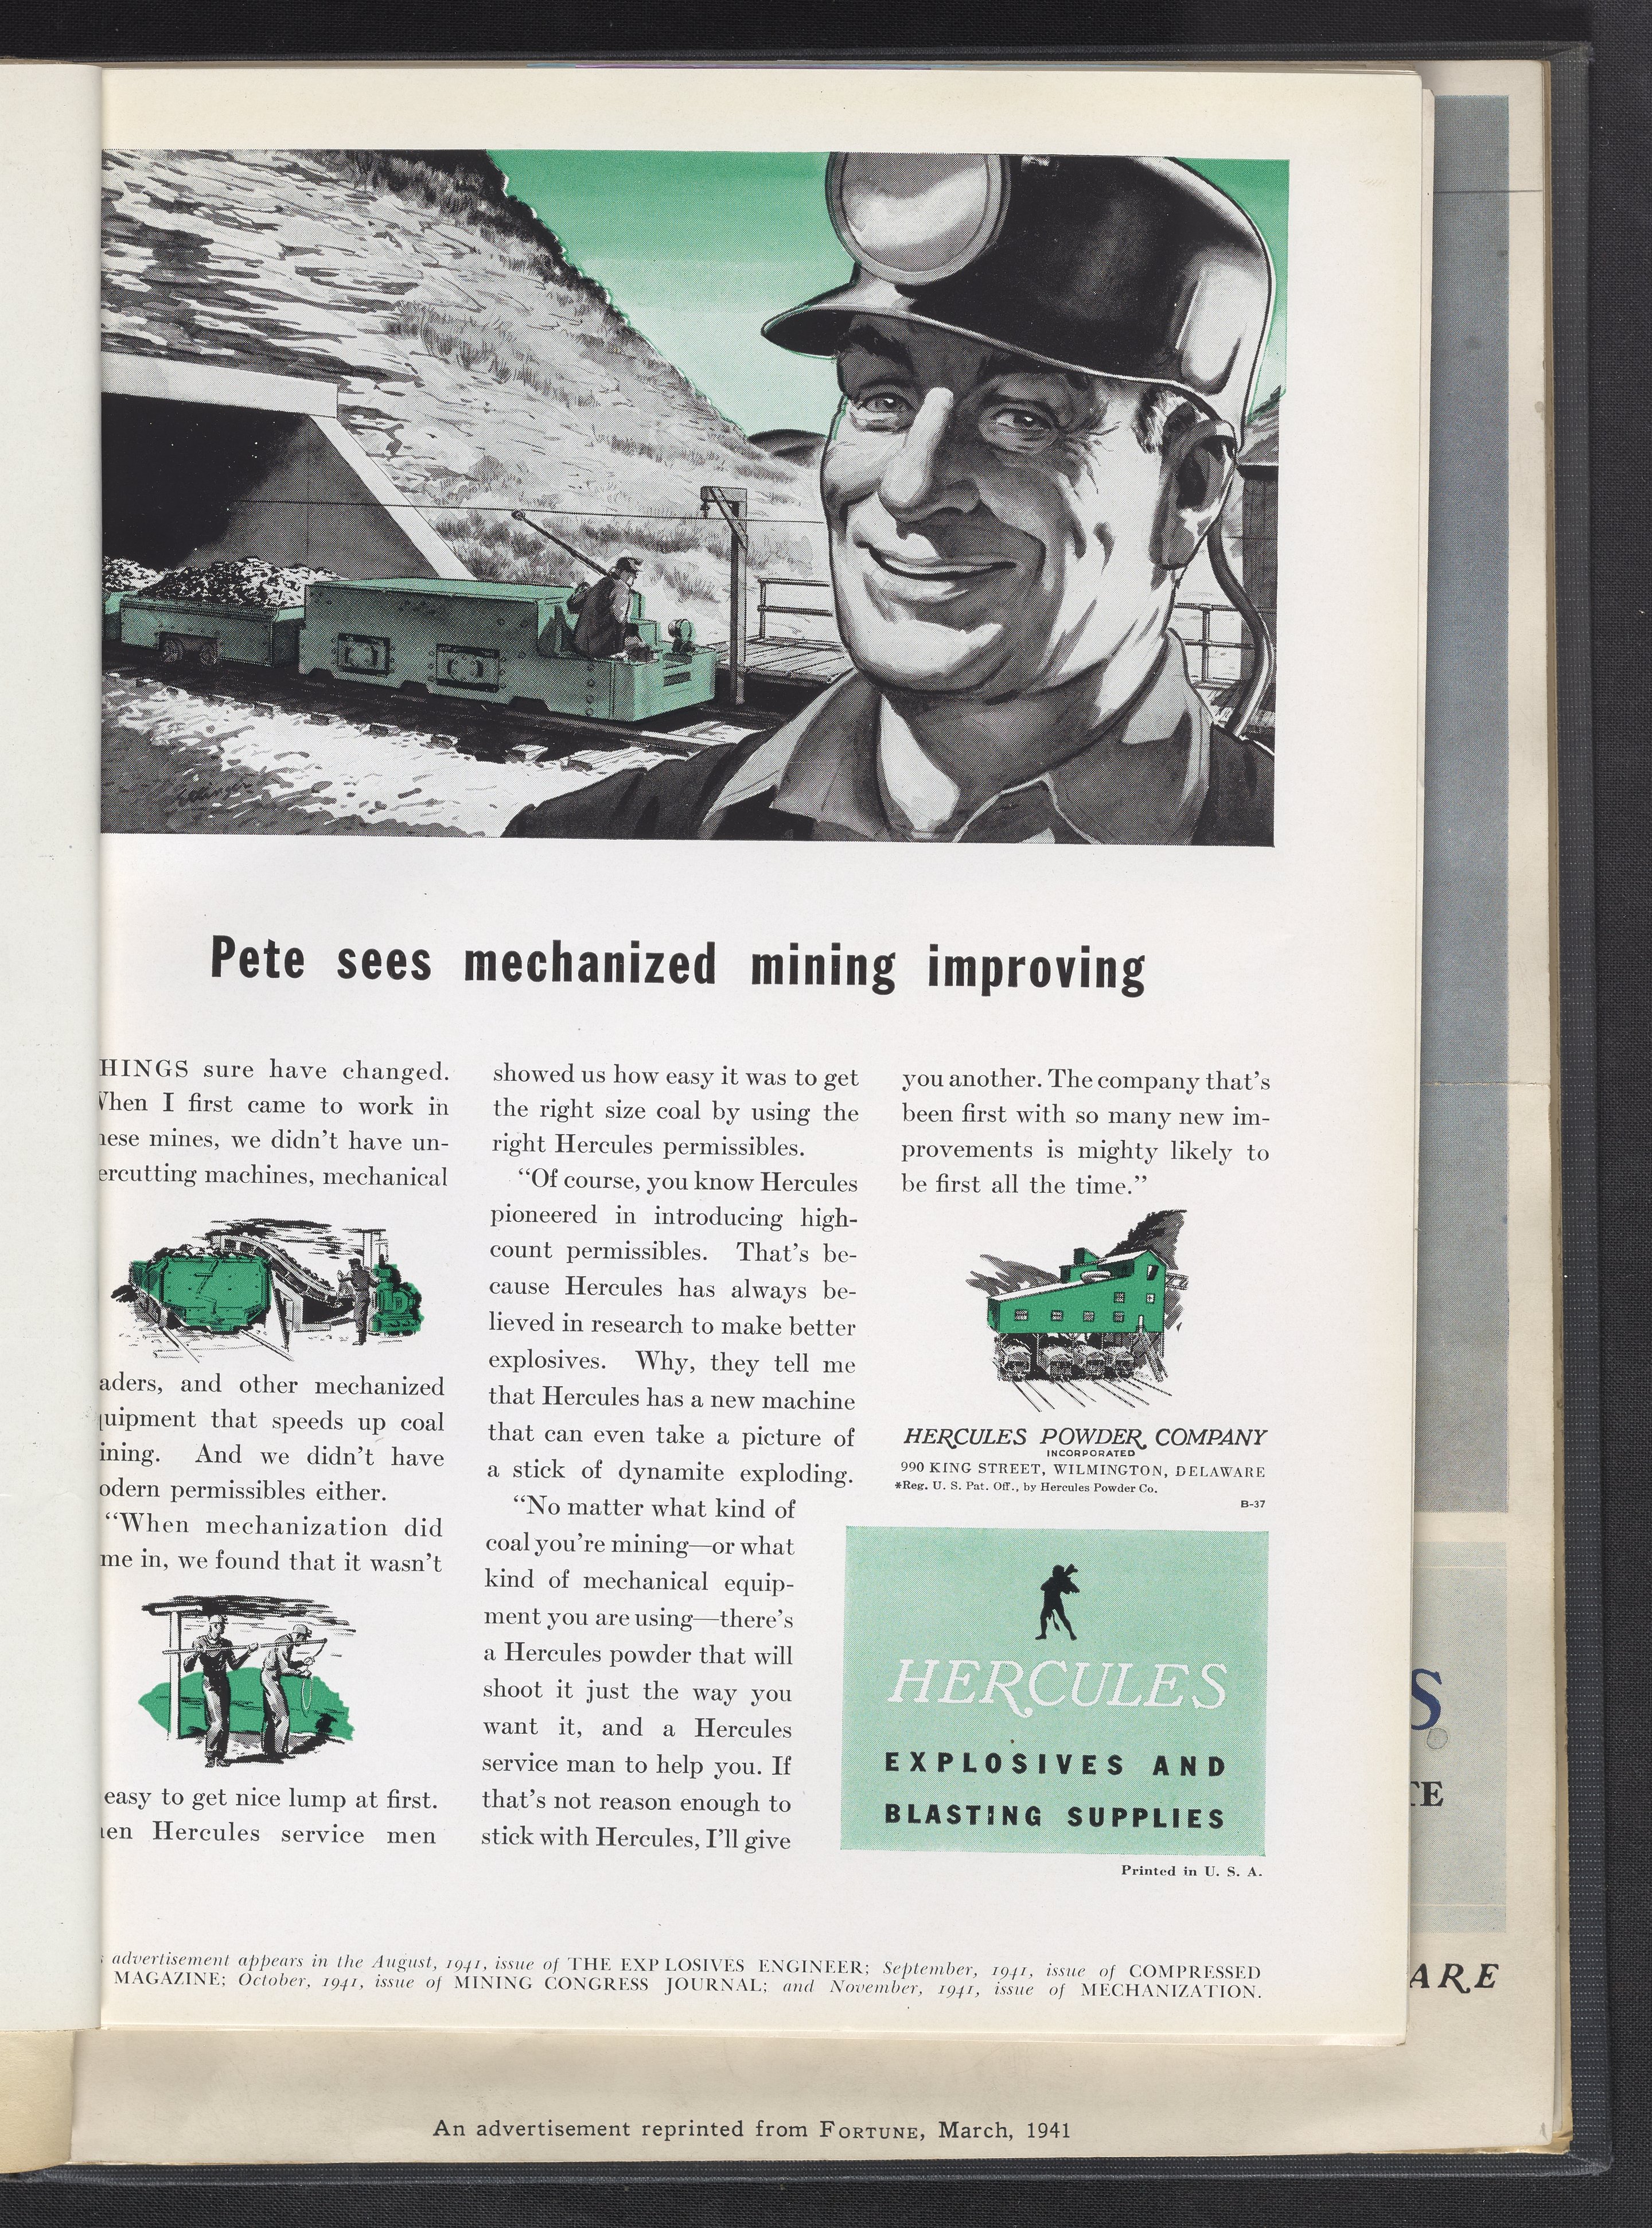 Ellinger
Pete sees mechanized mining improving
HINGS sure have changed.
When I first came to work in
hese mines, we didn't have un-
ercutting machines, mechanical
aders, and other mechanized
quipment that speeds up coal
ining. And we didn't have
odern permissibles either.
"When mechanization did
me in, we found that it wasn't
easy to get nice lump at first.
hen Hercules service men
showed us how easy it was to get
the right size coal by using the
right Hercules permissibles.
"Of course, you know Hercules
pioneered in introducing high-
count permissibles. That's be-
cause Hercules has always be-
lieved in research to make better
explosives. Why, they tell me
that Hercules has a new machine
that can even take a picture of
a stick of dynamite exploding.
"No matter what kind of
coal you're mining—or what
kind of mechanical equip-
ment you are using—there's
a Hercules powder that will
shoot it just the way you
want it, and a Hercules
service man to help you. If
that's not reason enough to
stick with Hercules, I'll give
you another. The company that's
been first with so many new im-
provements is mighty likely to
be first all the time."
HERCULES POWDER COMPANY
INCORPORATED
990 KING STREET, WILMINGTON, DELAWARE
*Reg. U. S. Pat. Off., by Hercules Powder Co.
B-37
HERCULES
EXPLOSIVES AND
BLASTING SUPPLIES
Printed in U. S. A.
s advertisement appears in the August, 1941, issue of THE EXPLOSIVES ENGINEER; September, 1941, issue of COMPRESSED
MAGAZINE; October, 1941, issue of MINING CONGRESS JOURNAL; and November, 1941, issue of MECHANIZATION.
S
TE
ARE
An advertisement reprinted from FORTUNE, March, 1941